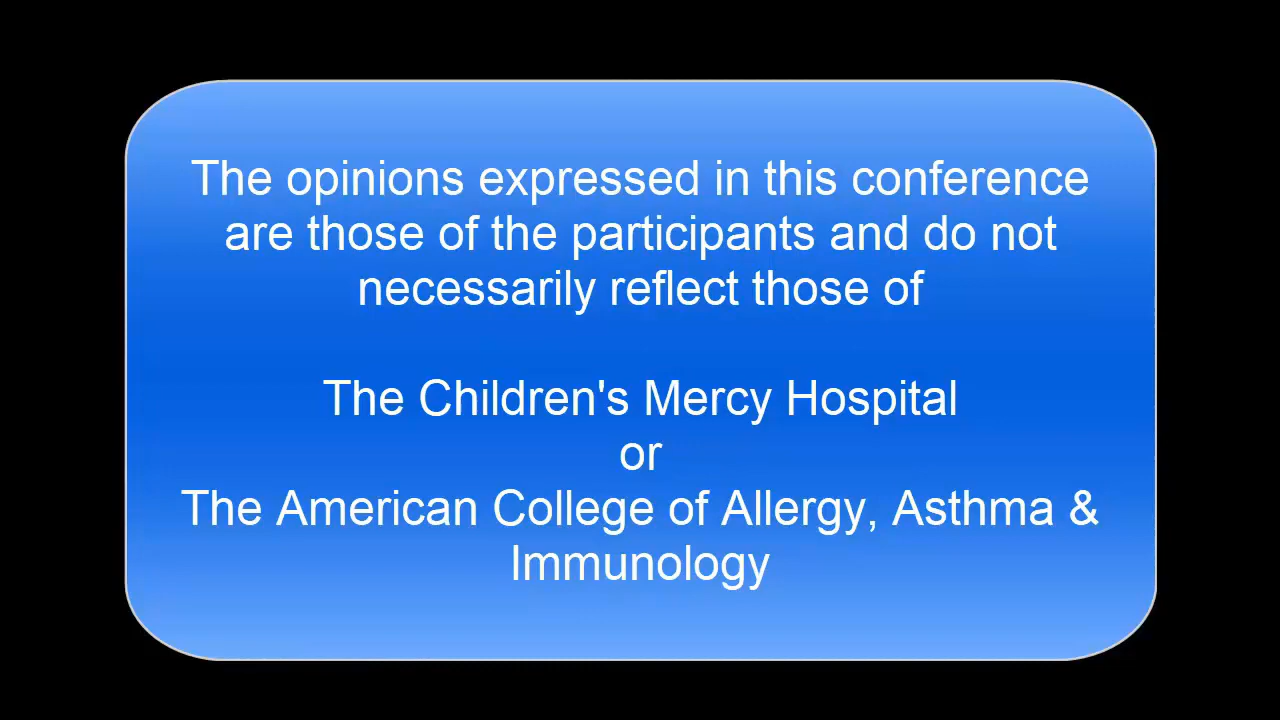 The opinions expressed in this conference
are those of the participants and do not
necessarily reflect those of
The Children's Mercy Hospital
or
The American College of Allergy, Asthma &
Immunology